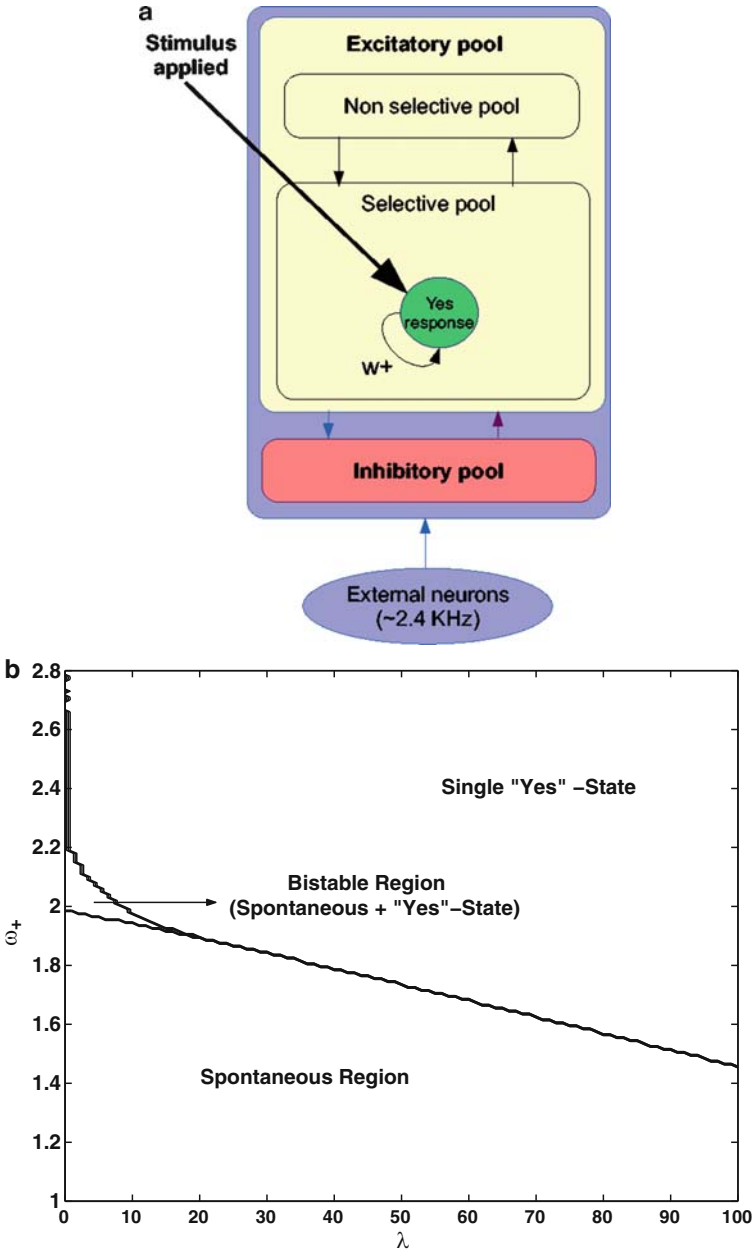 a
Stimulus
applied
Excitatory pool
Non selective pool
Selective pool
Yes
response
w+
Inhibitory pool
External neurons
(~2.4 KHz)
b
2.8
2.6
2.4
2.2
2
1.8
1.6
1.4
1.2
1
ω+
Single "Yes" −State
Bistable Region
(Spontaneous + "Yes"−State)
Spontaneous Region
0 10 20 30 40 50 60 70 80 90 100
λ